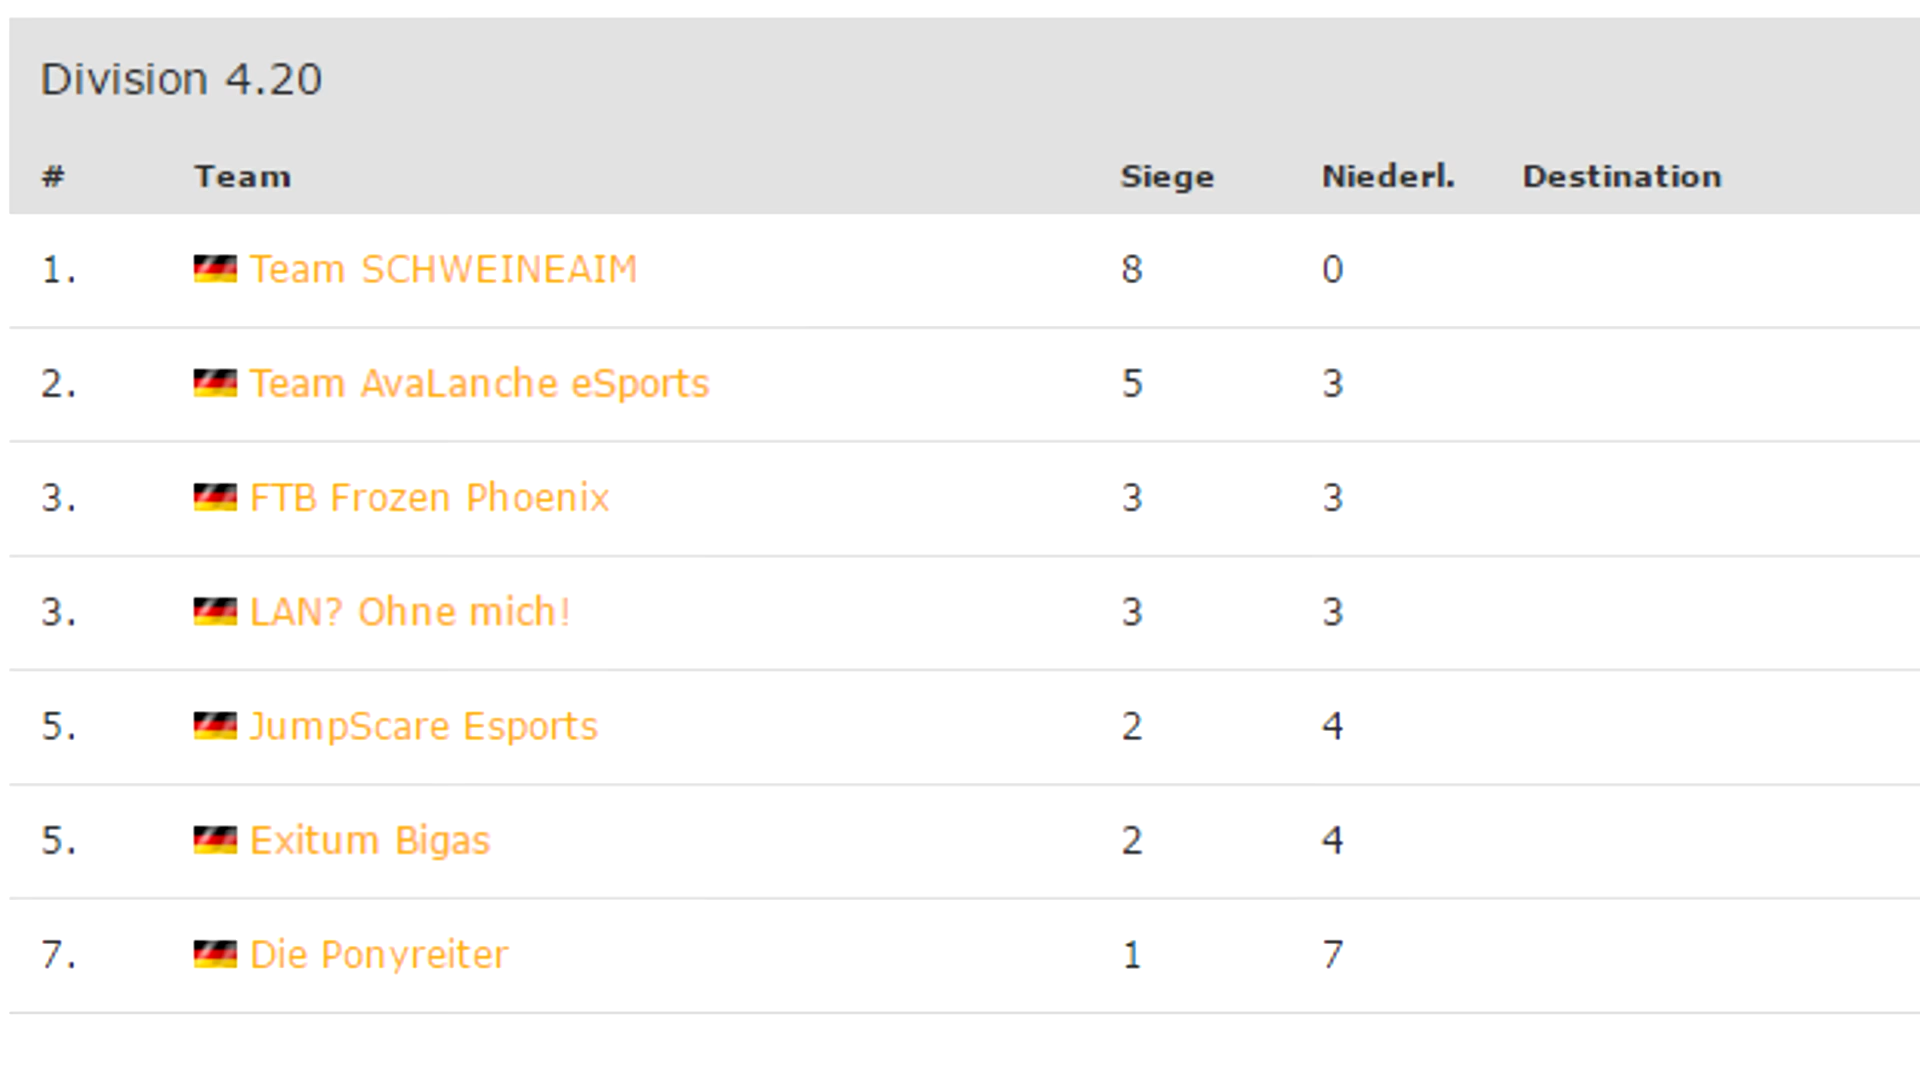 Division 4.20
# Team Siege Niederl. Destination
1. Team SCHWEINEAIM 8 0
2. Team AvaLanche eSports 5 3
3. FTB Frozen Phoenix 3 3
3. LAN? Ohne mich! 3 3
5. JumpScare Esports 2 4
5. Exitum Bigas 2 4
7. Die Ponyreiter 1 7